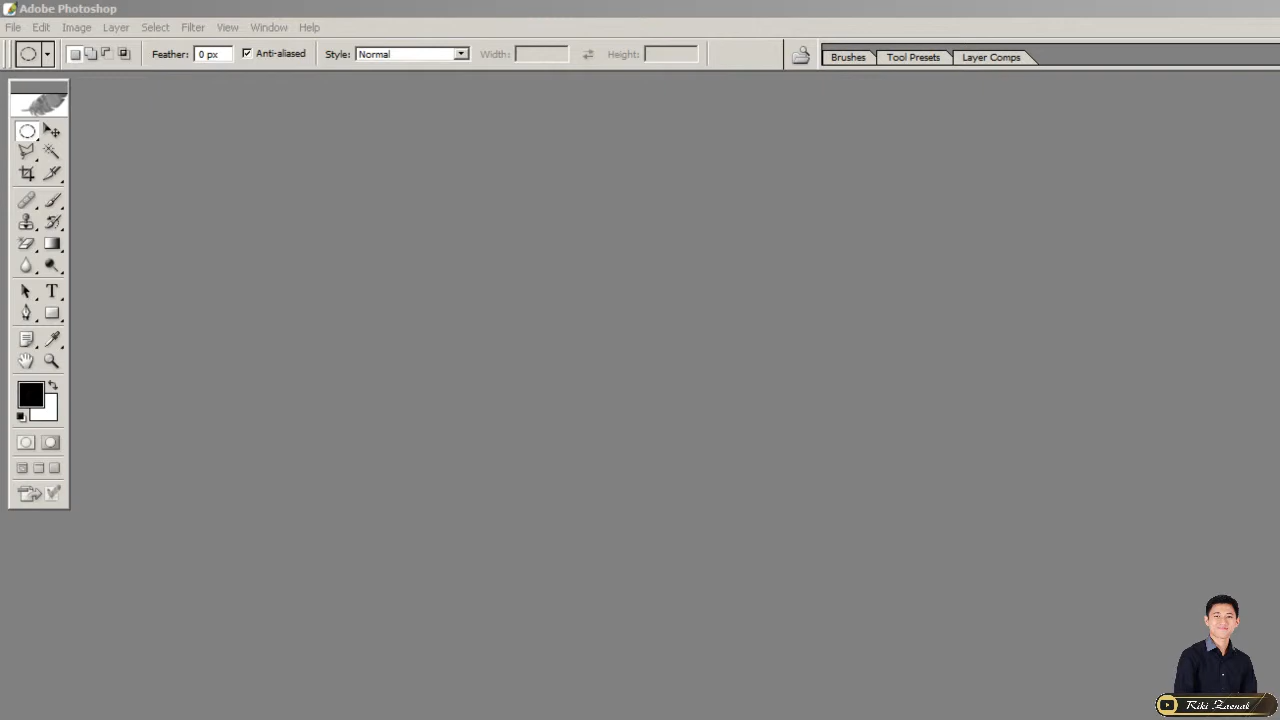 Adobe Photoshop
File Edit Image Layer Select Filter View Window Help
Feather: 0 px Anti-aliased Style: Normal Width: Height: Brushes Tool Presets Layer Comps
T
Riki Zaenal